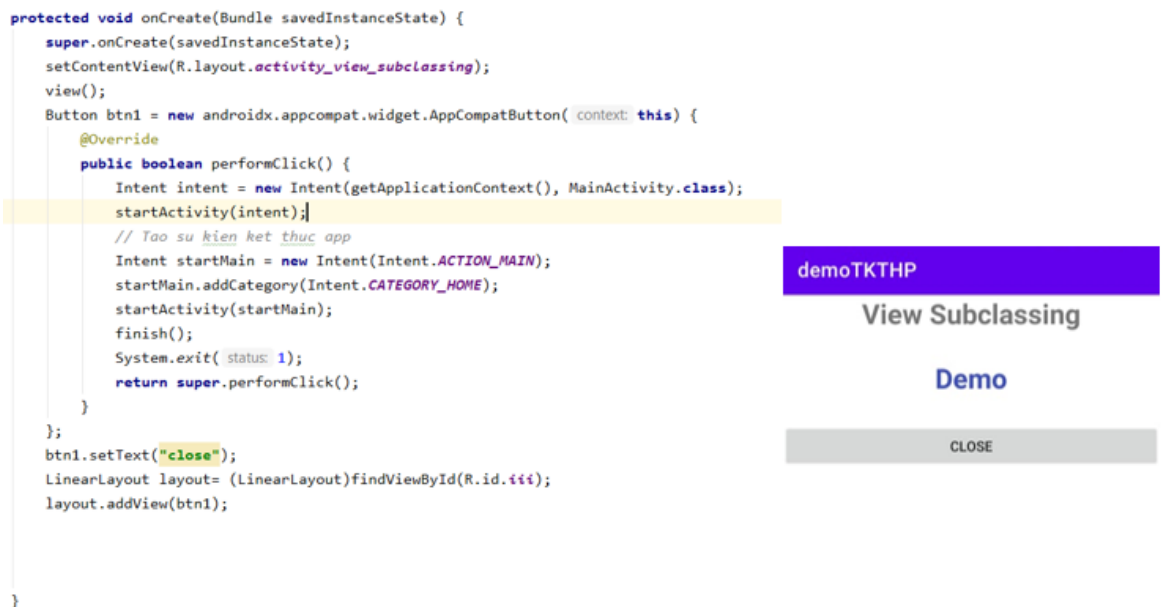 protected void onCreate(Bundle savedInstanceState) {
super.onCreate(savedInstanceState);
setContentView(R.layout.activity_view_subclassing);
view();
Button btn1 = new androidx.appcompat.widget.AppCompatButton( context: this) {
@Override
public boolean performClick() {
Intent intent = new Intent(getApplicationContext(), MainActivity.class);
startActivity(intent);
// Tao su kien ket thuc app
Intent startMain = new Intent(Intent.ACTION_MAIN);
startMain.addCategory(Intent.CATEGORY_HOME);
startActivity(startMain);
finish();
System.exit( status: 1);
return super.performClick();
}
};
btn1.setText("close");
LinearLayout layout= (LinearLayout)findViewById(R.id.iii);
layout.addView(btn1);
}
demoTKTHP
View Subclassing
Demo
CLOSE